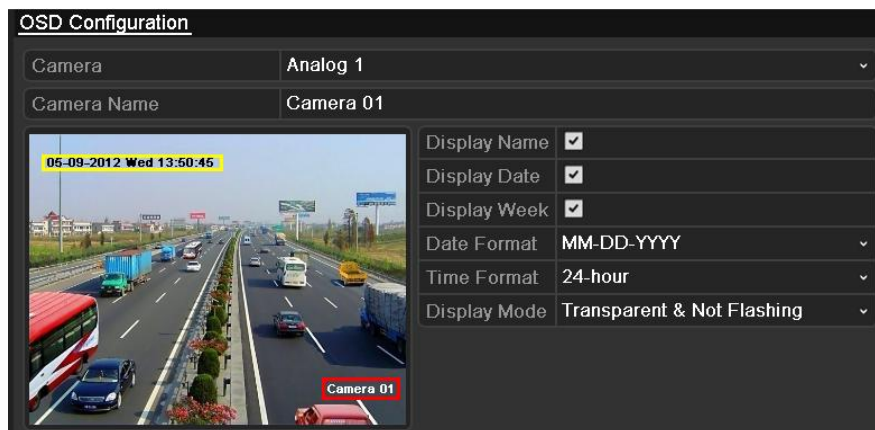 OSD Configuration
Camera
Analog 1
Camera Name
Camera 01
05-09-2012 Wed 13:50:45
Camera 01
Display Name
Display Date
Display Week
Date Format
MM-DD-YYYY
Time Format
24-hour
Display Mode
Transparent & Not Flashing